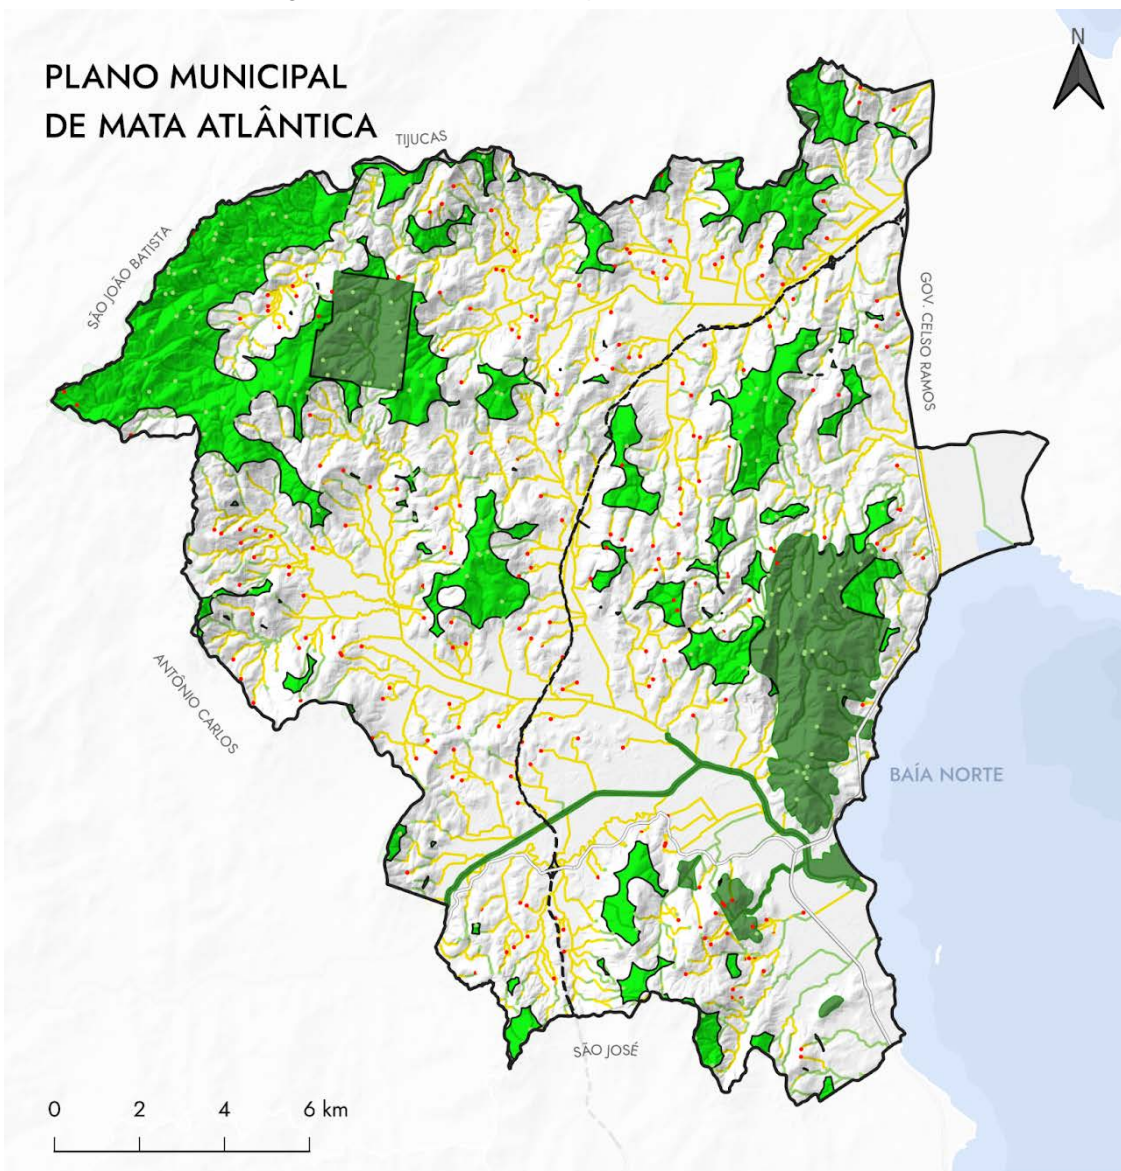 PLANO MUNICIPAL
DE MATA ATLÂNTICA
N
TIJUCAS
SÃO JOÃO BATISTA
GOV. CELSO RAMOS
ANTÔNIO CARLOS
BAÍA NORTE
SÃO JOSÉ
0 2 4 6 km